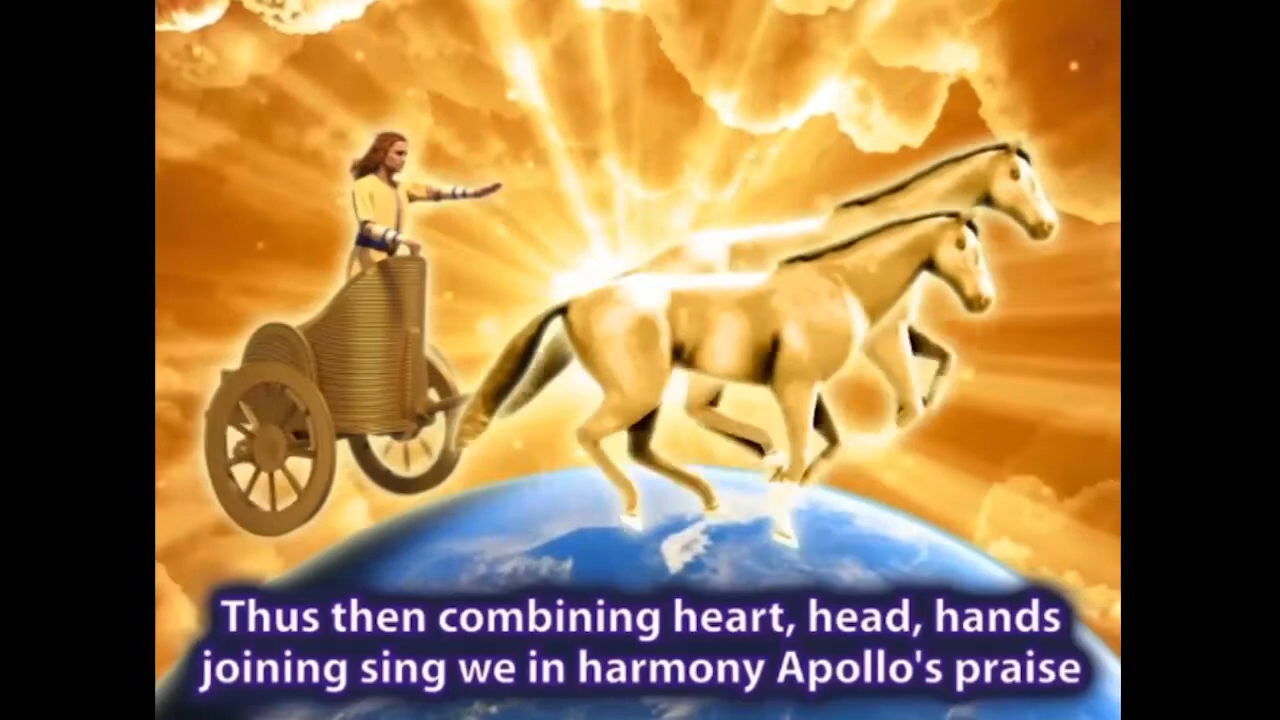 Thus then combining heart, head, hands
joining sing we in harmony Apollo's praise